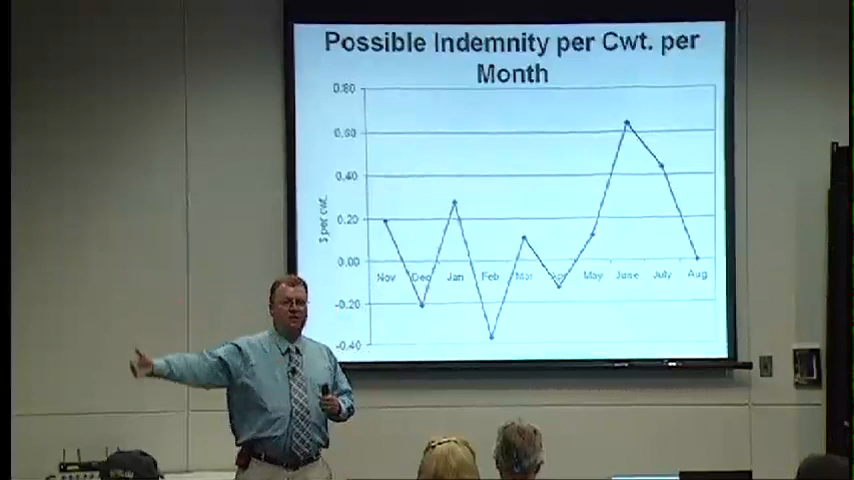 Possible Indemnity per Cwt. per
Month
0.80
0.60
0.40
0.20
0.00
-0.20
-0.40
$ per cwt.
Nov Dec Jan Feb Mar Apr May June July Aug